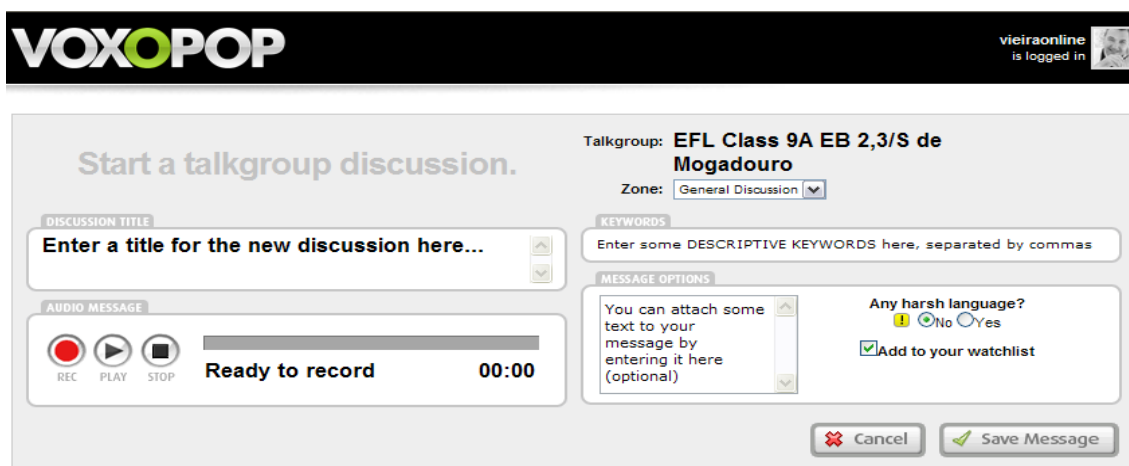 VOXOPOP
vieiraonline
is logged in
Start a talkgroup discussion.
Talkgroup: EFL Class 9A EB 2,3/S de
Mogadouro
Zone: General Discussion
DISCUSSION TITLE
Enter a title for the new discussion here...
KEYWORDS
Enter some DESCRIPTIVE KEYWORDS here, separated by commas
AUDIO MESSAGE
REC PLAY STOP
Ready to record 00:00
MESSAGE OPTIONS
You can attach some
text to your
message by
entering it here
(optional)
Any harsh language?
! No Yes
Add to your watchlist
Cancel Save Message